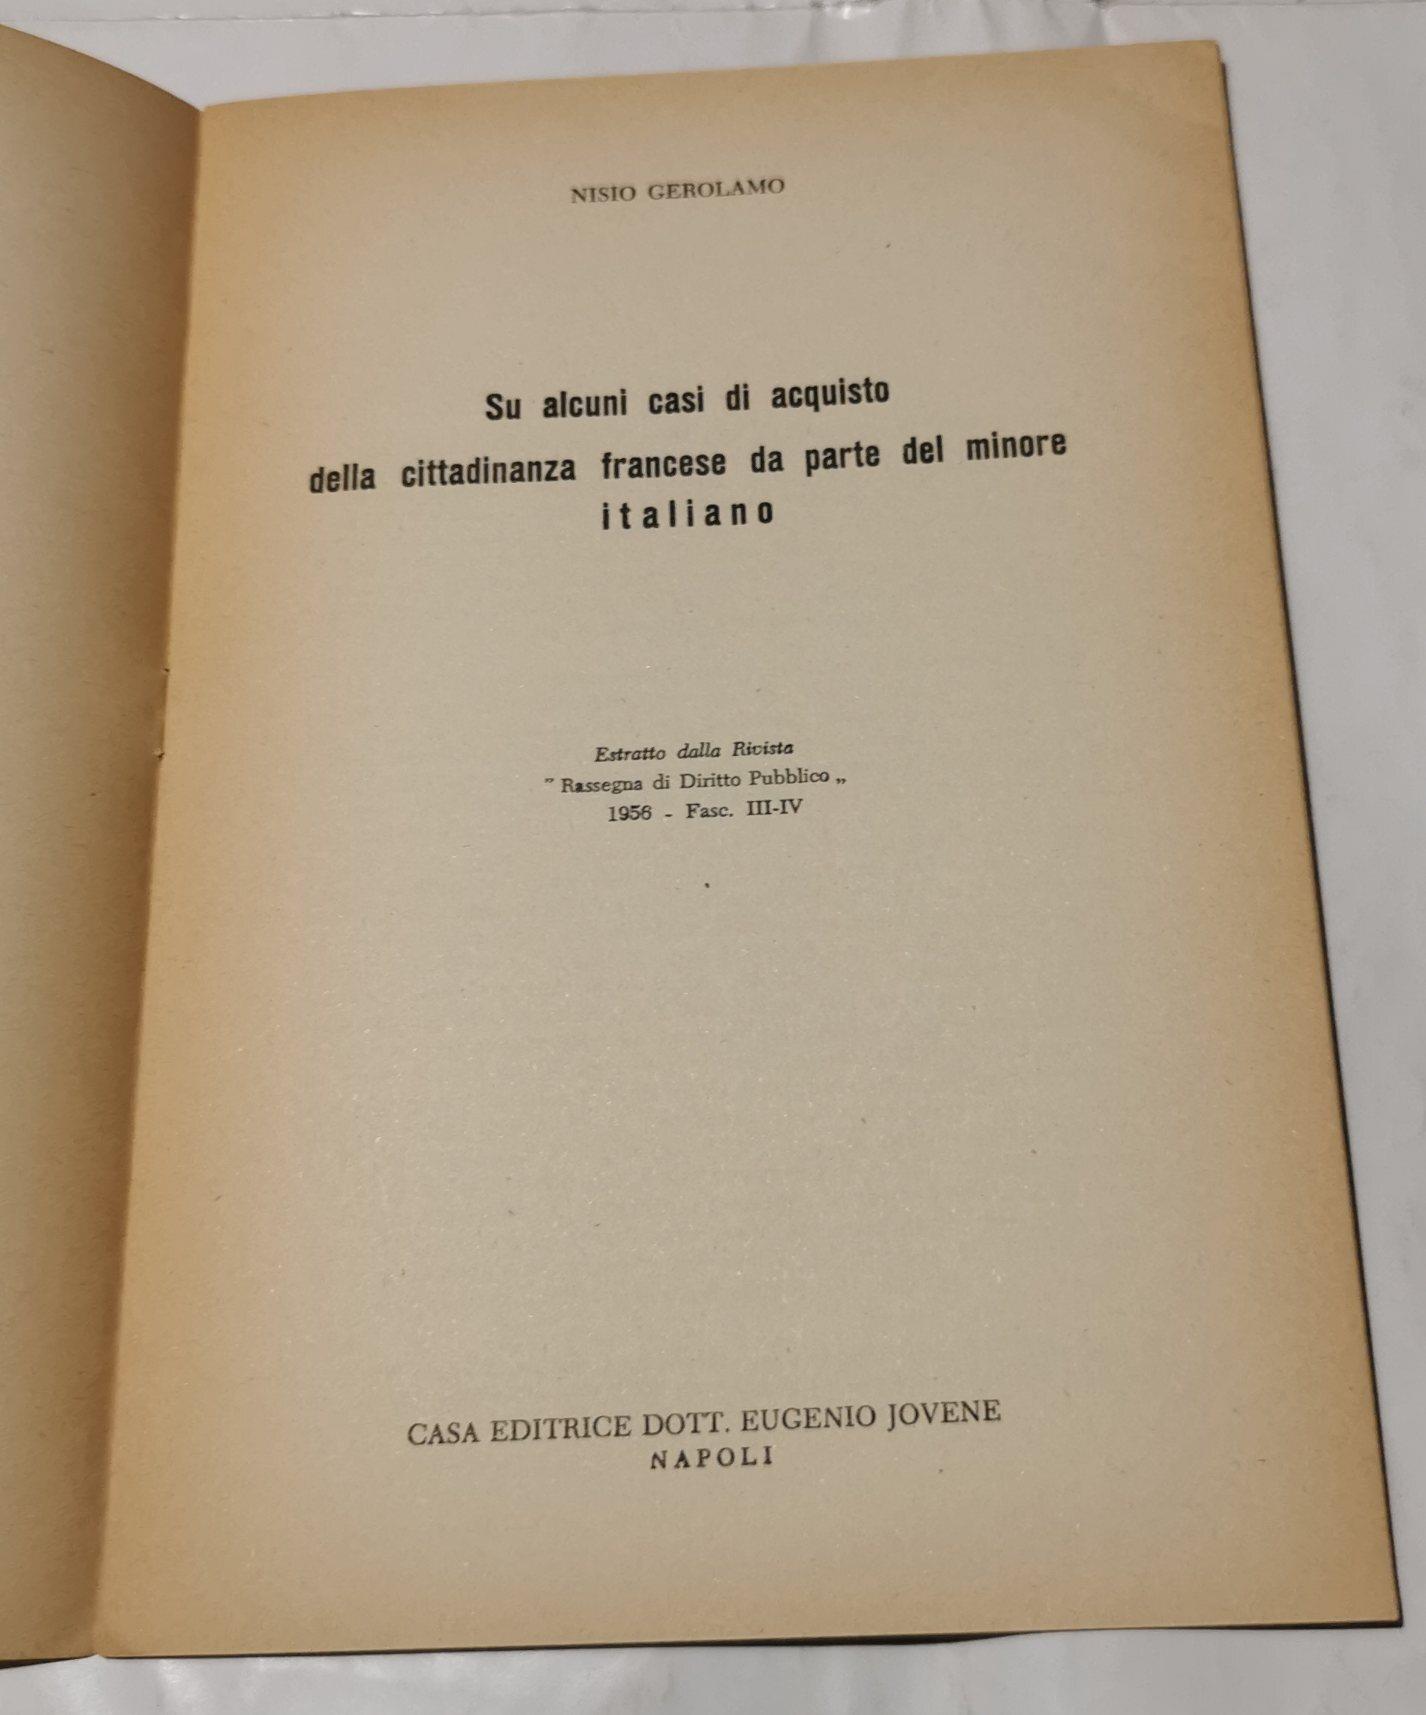 NISIO GEROLAMO
Su alcuni casi di acquisto
della cittadinanza francese da parte del minore
italiano
Estratto dalla Rivista
" Rassegna di Diritto Pubblico „
1956 - Fasc. III-IV
CASA EDITRICE DOTT. EUGENIO JOVENE
NAPOLI